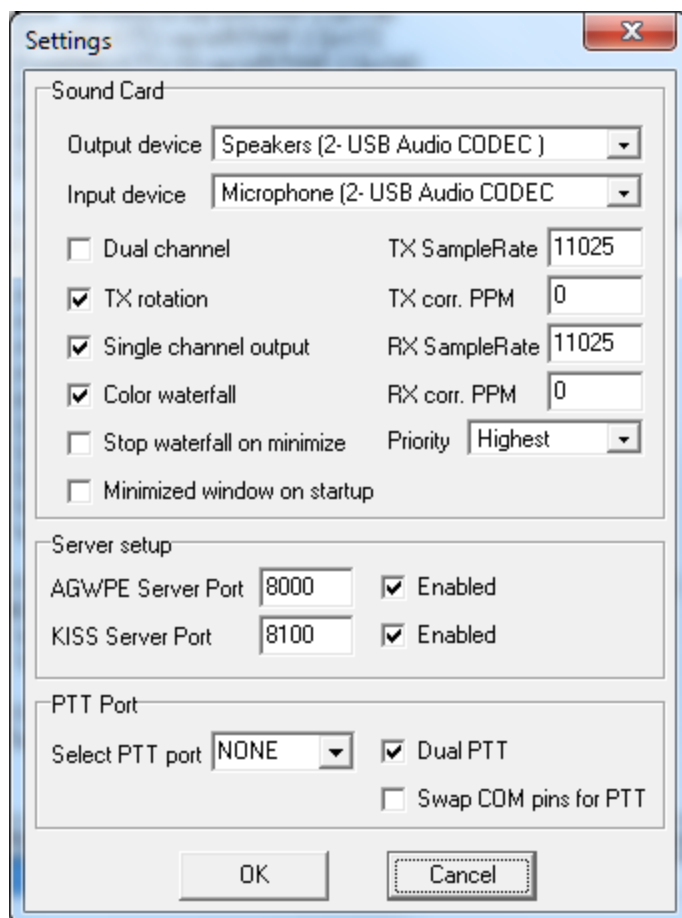 Settings
Sound Card
Output device Speakers (2- USB Audio CODEC )
Input device Microphone (2- USB Audio CODEC
Dual channel TX SampleRate 11025
TX rotation TX corr. PPM 0
Single channel output RX SampleRate 11025
Color waterfall RX corr. PPM 0
Stop waterfall on minimize Priority Highest
Minimized window on startup
Server setup
AGWPE Server Port 8000 Enabled
KISS Server Port 8100 Enabled
PTT Port
Select PTT port NONE Dual PTT
Swap COM pins for PTT
OK Cancel